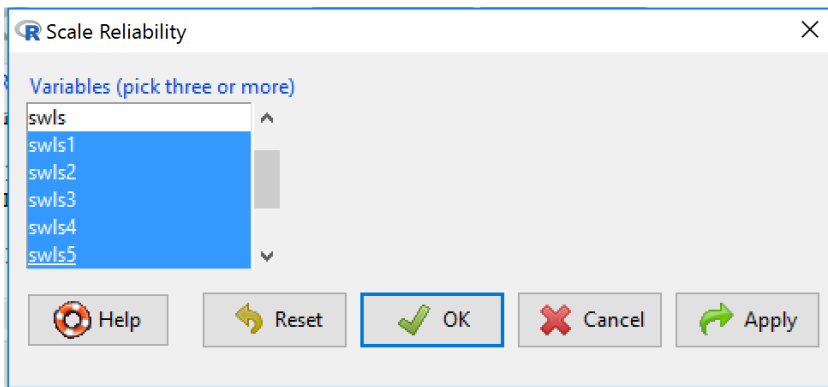 Scale Reliability
Variables (pick three or more)
swls
swls1
swls2
swls3
swls4
swls5
Help Reset OK Cancel Apply